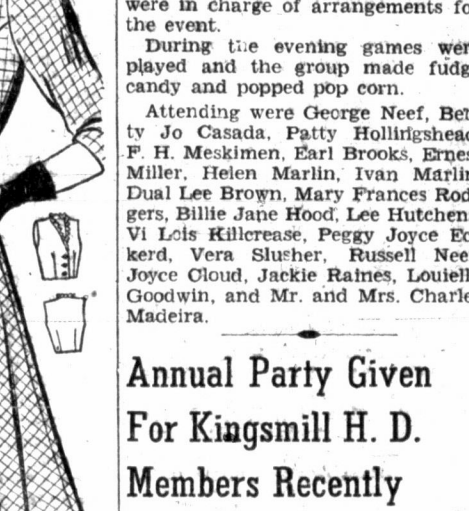 were in charge of arrangements fo
the event.
During the evening games wer
played and the group made fudg
candy and popped pop corn.
Attending were George Neef, Bet
ty Jo Casada, Patty Hollingshead
F. H. Meskimen, Earl Brooks, Ernes
Miller, Helen Marlin, Ivan Marlin
Dual Lee Brown, Mary Frances Rod
gers, Billie Jane Hood, Lee Hutchen
Vi Lois Killcrease, Peggy Joyce Ec
kerd, Vera Slusher, Russell Nee
Joyce Cloud, Jackie Raines, Louiell
Goodwin, and Mr. and Mrs. Charle
Madeira.
Annual Party Given
For Kingsmill H. D.
Members Recently